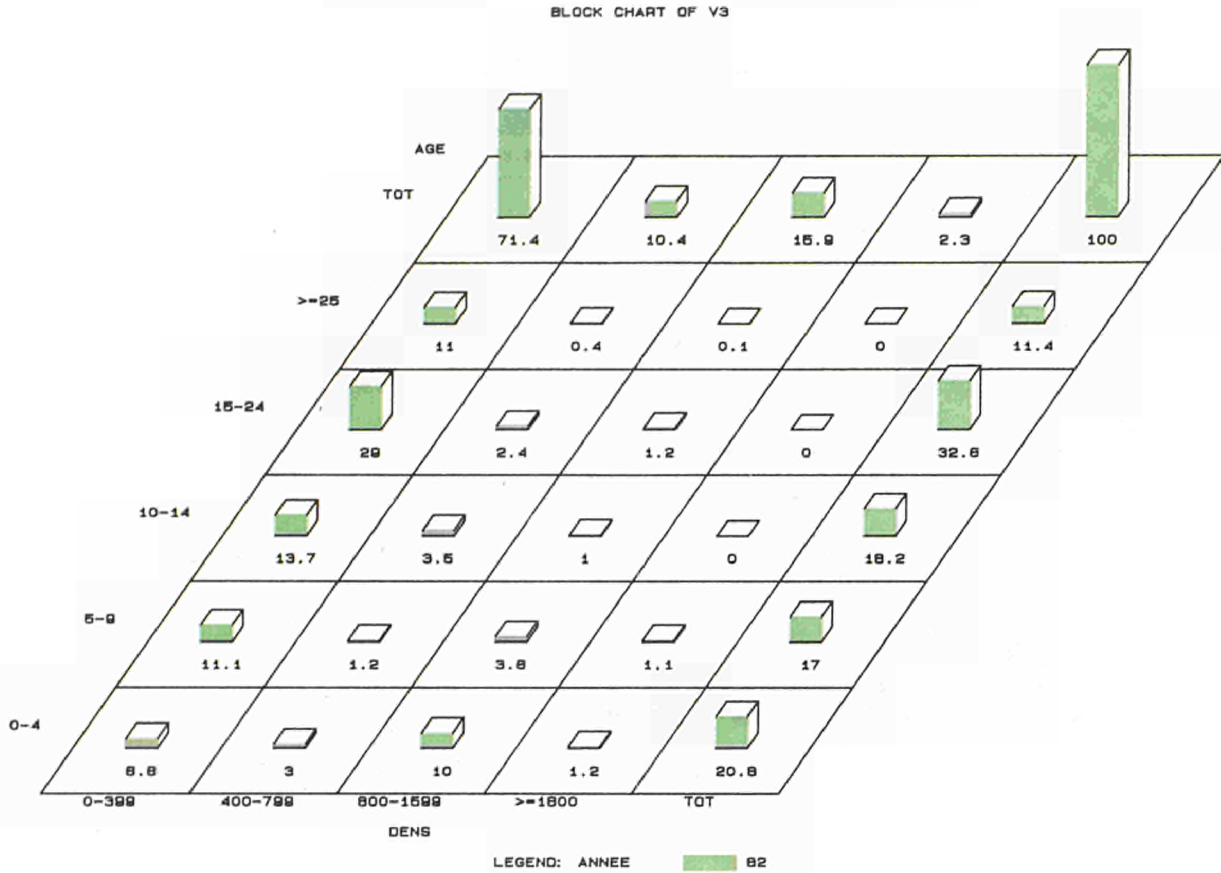 BLOCK CHART OF V3
AGE
TOT
71.4 10.4 15.9 2.3 100
>=25
11 0.4 0.1 0 11.4
15-24
29 2.4 1.2 0 32.6
10-14
13.7 3.5 1 0 18.2
5-9
11.1 1.2 3.6 1.1 17
0-4
6.6 3 10 1.2 20.8
0-399 400-799 800-1599 >=1600 TOT
DENS
LEGEND: ANNEE 82